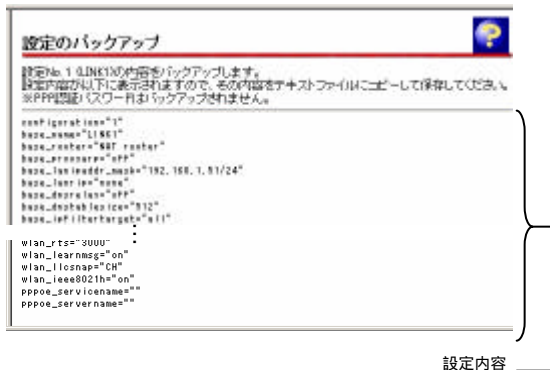 設定のバックアップ
設定No. 1 (LINK1)の内容をバックアップします。
設定内容が以下に表示されますので、その内容をテキストファイルにコピーして保存してください。
※PPP認証パスワードはバックアップされません。
configuration="1"
base_name="LINK1"
base_router="NAT router"
base_proxyarp="off"
base_lanipaddr_mask="192.168.1.51/24"
base_lanrip="none"
base_dnsrelay="off"
base_dnstablesize="512"
base_ipfiltertarget="all"
wlan_rts="3000"
wlan_learnmsg="on"
wlan_llcsnap="CH"
wlan_ieee8021h="on"
pppoe_servicename=""
pppoe_servername=""
設定内容